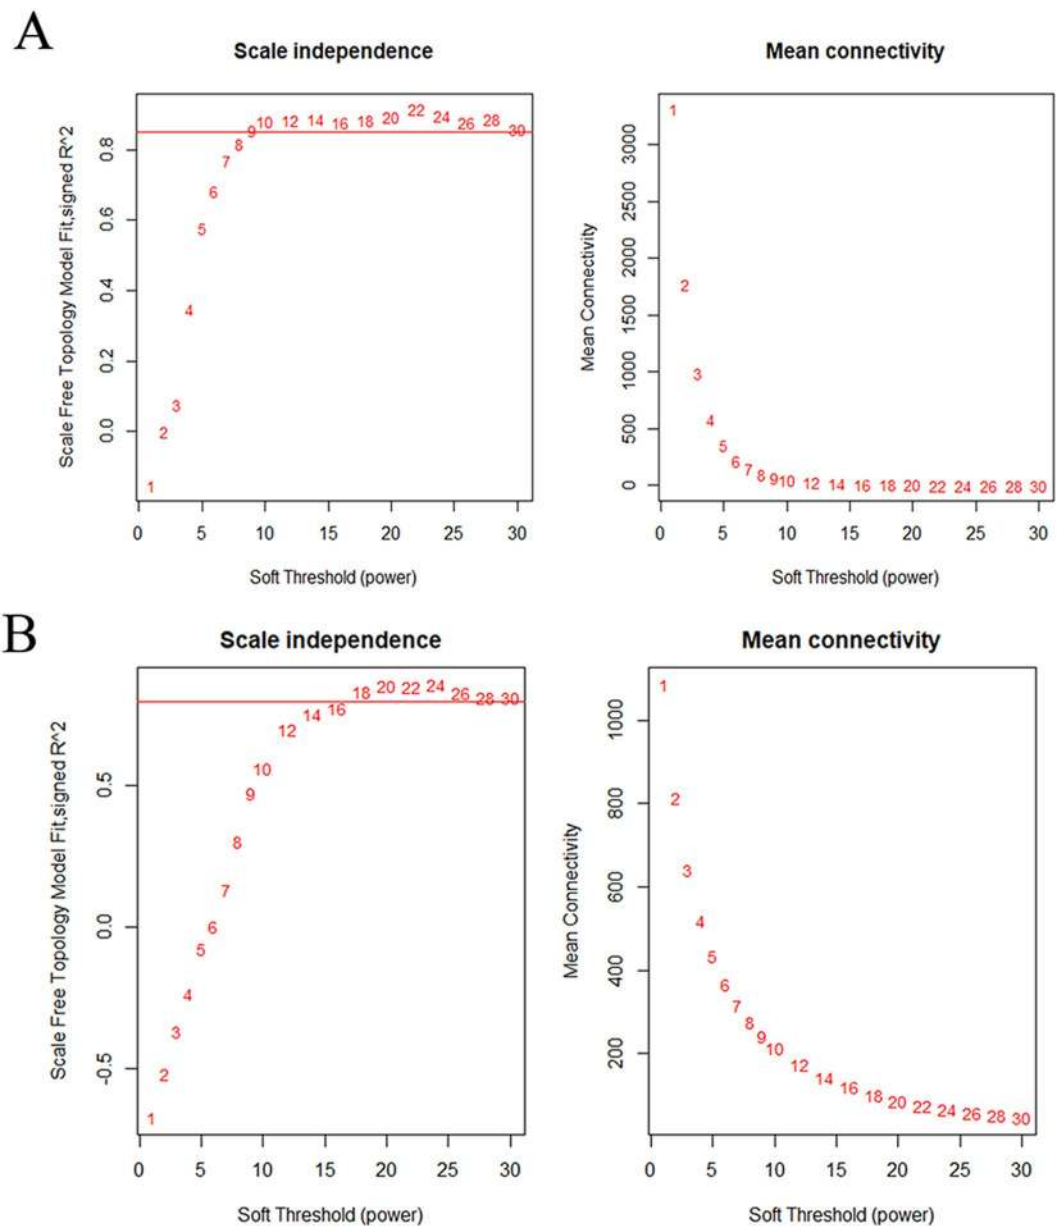 A
Scale independence
Mean connectivity
Scale Free Topology Model Fit,signed R^2
0.0 0.2 0.4 0.6 0.8
1 2 3 4 5 6 7 8 9 10 12 14 16 18 20 22 24 26 28 30
0 5 10 15 20 25 30
Soft Threshold (power)
Mean Connectivity
0 500 1000 1500 2000 2500 3000
1 2 3 4 5 6 7 8 9 10 12 14 16 18 20 22 24 26 28 30
0 5 10 15 20 25 30
Soft Threshold (power)
B
Scale independence
Mean connectivity
Scale Free Topology Model Fit,signed R^2
-0.5 0.0 0.5
1 2 3 4 5 6 7 8 9 10 12 14 16 18 20 22 24 26 28 30
0 5 10 15 20 25 30
Soft Threshold (power)
Mean Connectivity
200 400 600 800 1000
1 2 3 4 5 6 7 8 9 10 12 14 16 18 20 22 24 26 28 30
0 5 10 15 20 25 30
Soft Threshold (power)